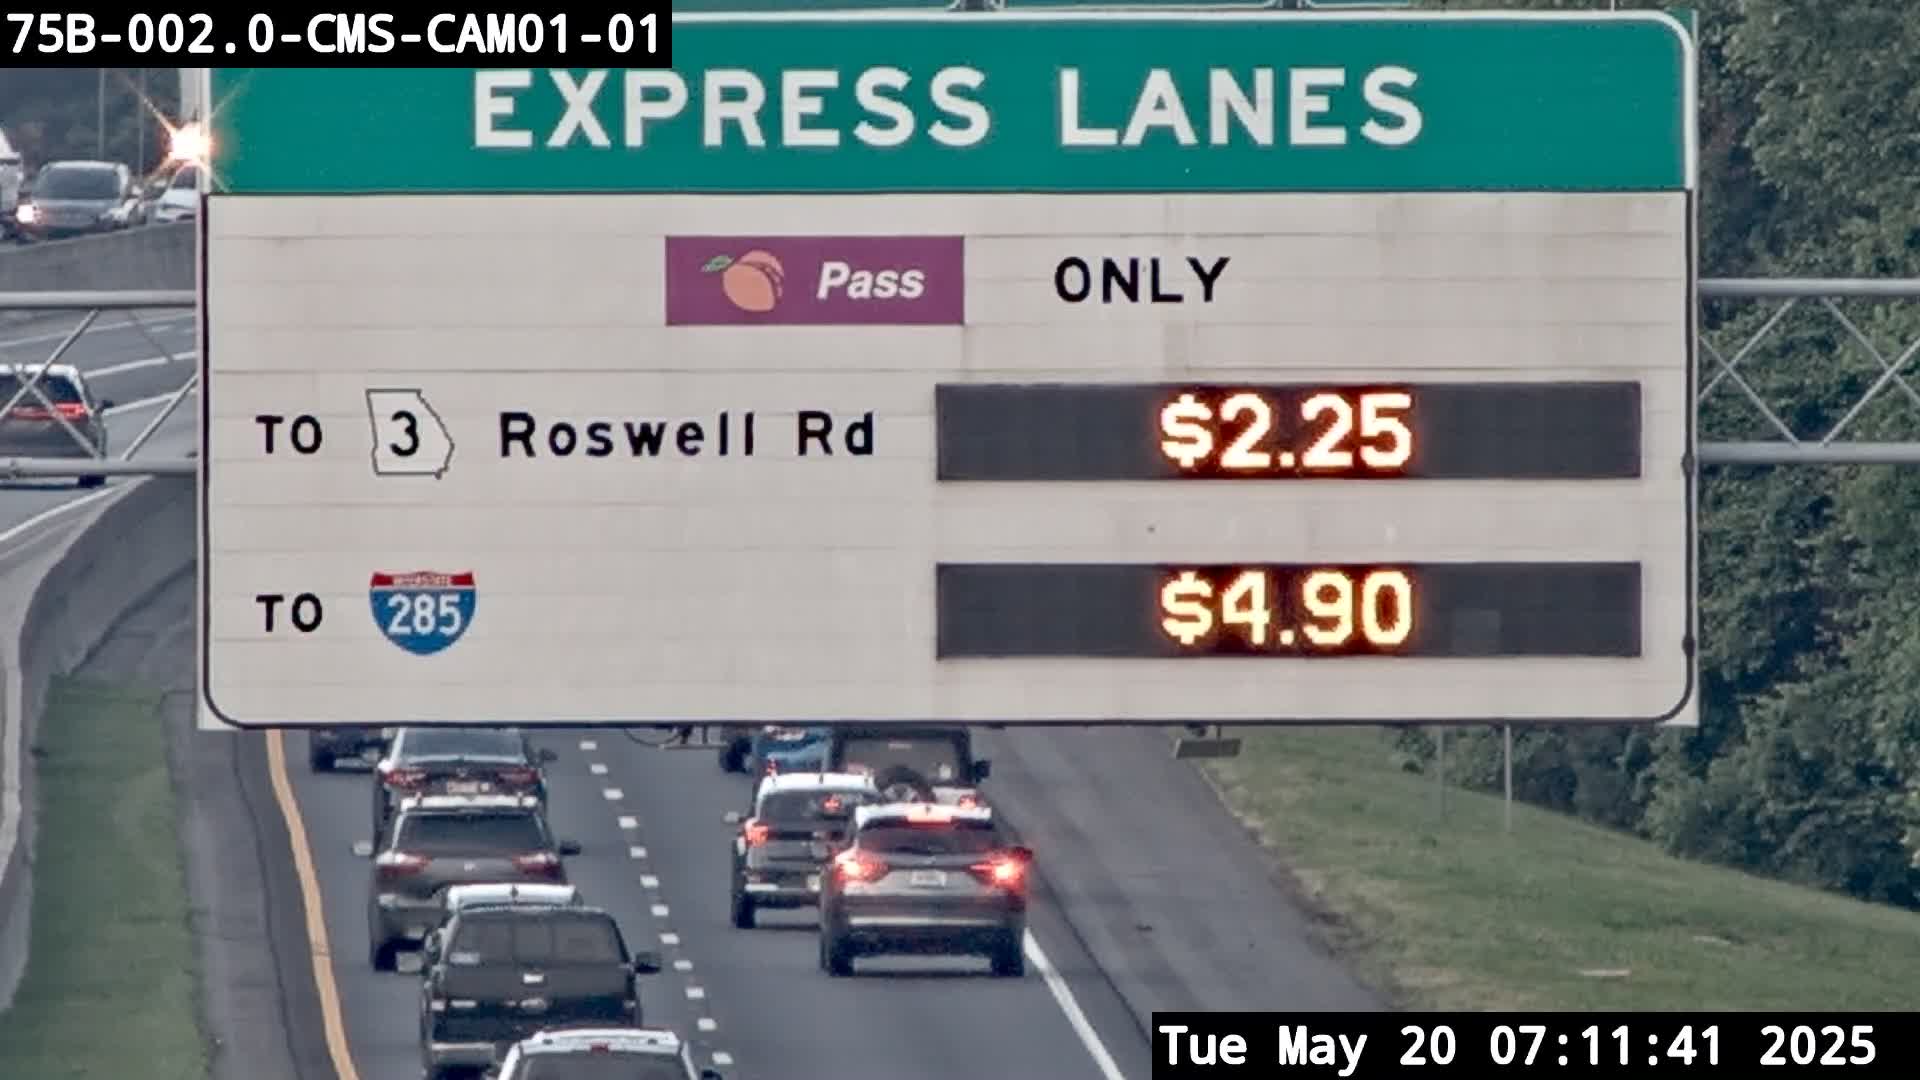 75B-002.0-CMS-CAM01-01
EXPRESS LANES
Pass ONLY
TO 3 Roswell Rd $2.25
TO INTERSTATE 285 $4.90
Tue May 20 07:11:41 2025